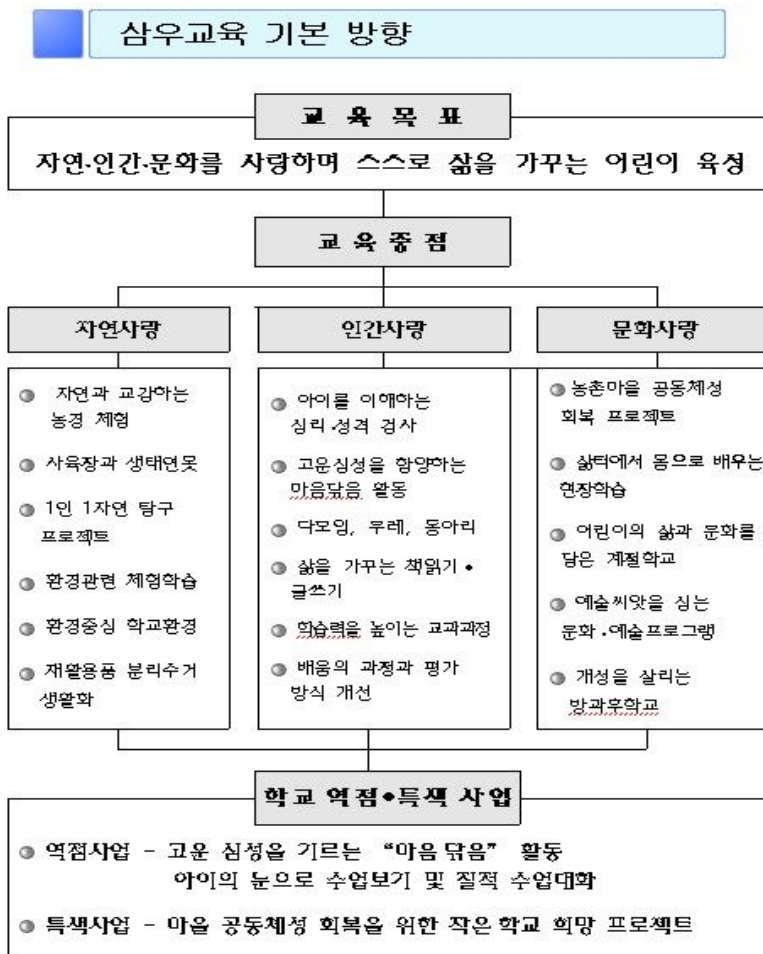 삼우교육 기본 방향
교 육 목 표
자연·인간·문화를 사랑하며 스스로 삶을 가꾸는 어린이 육성
교 육 중 점
자연사랑
자연과 교감하는
농경 체험
사육장과 생태연못
1인 1자연 탐구
프로젝트
환경관련 체험학습
환경중심 학교환경
재활용품 분리수거
생활화
인간사랑
아이를 이해하는
심리·성격 검사
고운심성을 함양하는
마음닦음 활동
다모임, 두레, 동아리
삶을 가꾸는 책읽기•
글쓰기
학습력을 높이는 교과과정
배움의 과정과 평가
방식 개선
문화사랑
농촌마을 공동체성
회복 프로젝트
삶터에서 몸으로 배우는
현장학습
어린이의 삶과 문화를
담은 계절학교
예술씨앗을 심는
문화·예술프로그램
개성을 살리는
방과후학교
학교 역점•특색 사업
역점사업 - 고운 심성을 기르는 “마음 닦음” 활동
아이의 눈으로 수업보기 및 질적 수업대화
특색사업 - 마을 공동체성 회복을 위한 작은 학교 희망 프로젝트